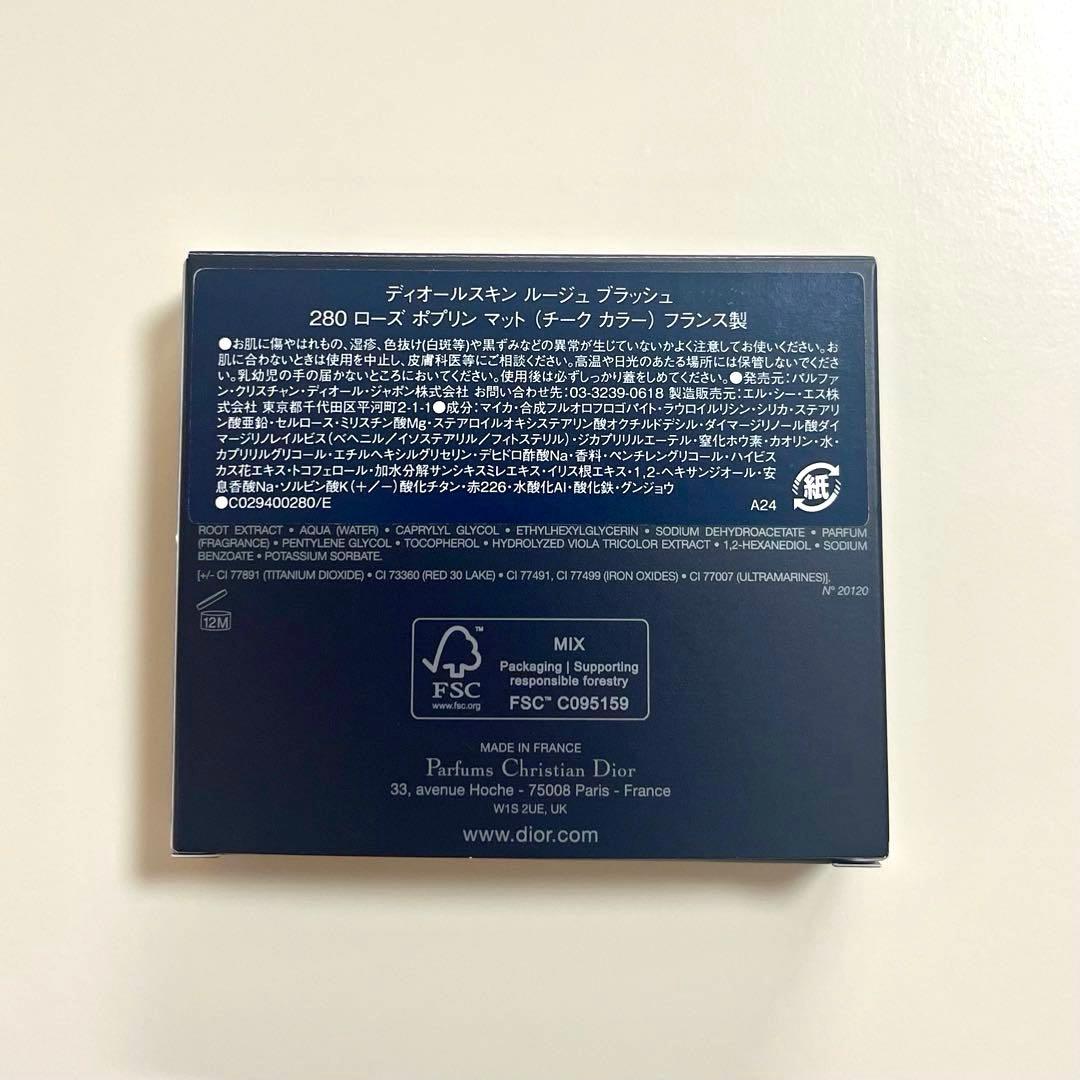 ディオールスキン ルージュ ブラッシュ
280 ローズ ポプリン マット (チーク カラー) フランス製
●お肌に傷やはれもの、湿疹、色抜け(白斑等)や黒ずみなどの異常が生じていないかよく注意してお使いください。お
肌に合わないときは使用を中止し、皮膚科医等にご相談ください。高温や日光のあたる場所には保管しないでくださ
い。乳幼児の手の届かないところにおいてください。使用後は必ずしっかり蓋をしめてください。●発売元:パルファ
ン・クリスチャン・ディオール・ジャポン株式会社 お問い合わせ先:03-3239-0618 製造販売元:エル・シー・エス株
式会社 東京都千代田区平河町2-1-1●成分:マイカ・合成フルオロフロゴパイト・ラウロイルリシン・シリカ・ステアリ
ン酸亜鉛・セルロース・ミリスチン酸Mg・ステアロイルオキシステアリン酸オクチルドデシル・ダイマージリノール酸ダイ
マージリノレイルビス(ベヘニル/イソステアリル/フィトステリル)・ジカプリリルエーテル・窒化ホウ素・カオリン・水・
カプリリルグリコール・エチルヘキシルグリセリン・デヒドロ酢酸Na・香料・ペンチレングリコール・ハイビス
カス花エキス・トコフェロール・加水分解サンシキスミレエキス・イリス根エキス・1,2-ヘキサンジオール・安
息香酸Na・ソルビン酸K(+/-)酸化チタン・赤226・水酸化Al・酸化鉄・グンジョウ
●C029400280/E
A24
紙
ROOT EXTRACT • AQUA (WATER) • CAPRYLYL GLYCOL • ETHYLHEXYLGLYCERIN • SODIUM DEHYDROACETATE • PARFUM
(FRAGRANCE) • PENTYLENE GLYCOL • TOCOPHEROL • HYDROLYZED VIOLA TRICOLOR EXTRACT • 1,2-HEXANEDIOL • SODIUM
BENZOATE • POTASSIUM SORBATE.
[+/- CI 77891 (TITANIUM DIOXIDE) • CI 73360 (RED 30 LAKE) • CI 77491, CI 77499 (IRON OXIDES) • CI 77007 (ULTRAMARINES)].
N° 20120
12M
FSC
www.fsc.org
MIX
Packaging | Supporting
responsible forestry
FSC™ C095159
MADE IN FRANCE
Parfums Christian Dior
33, avenue Hoche - 75008 Paris - France
W1S 2UE, UK
www.dior.com